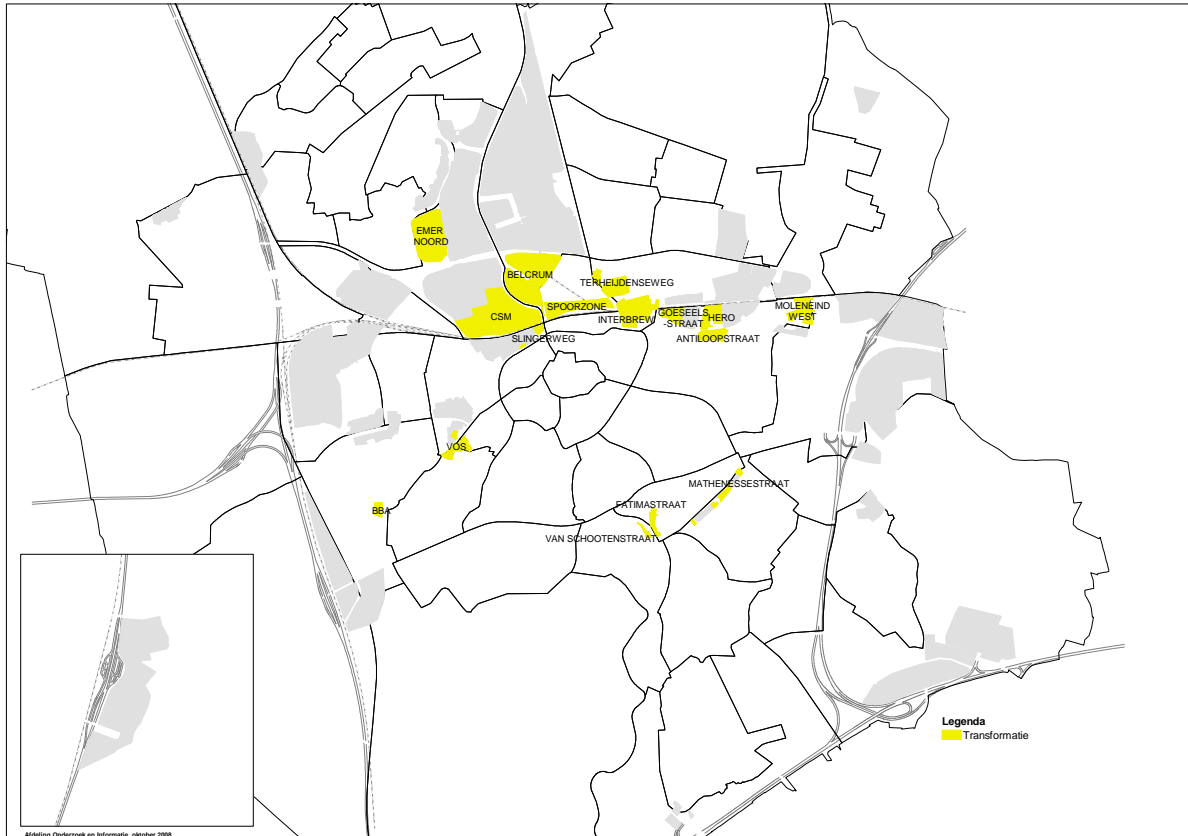 EMER
NOORD
BELCRUM
TERHEIJDENSEWEG
SPOORZONE
CSM
INTERBREW
GOESEELS
-STRAAT
HERO
MOLENEIND
WEST
SLINGERWEG
ANTILOOPSTRAAT
VOS
MATHENESSESTRAAT
FATIMASTRAAT
BBA
VAN SCHOOTENSTRAAT
Legenda
Transformatie
Afdeling Onderzoek en Informatie, oktober 2008